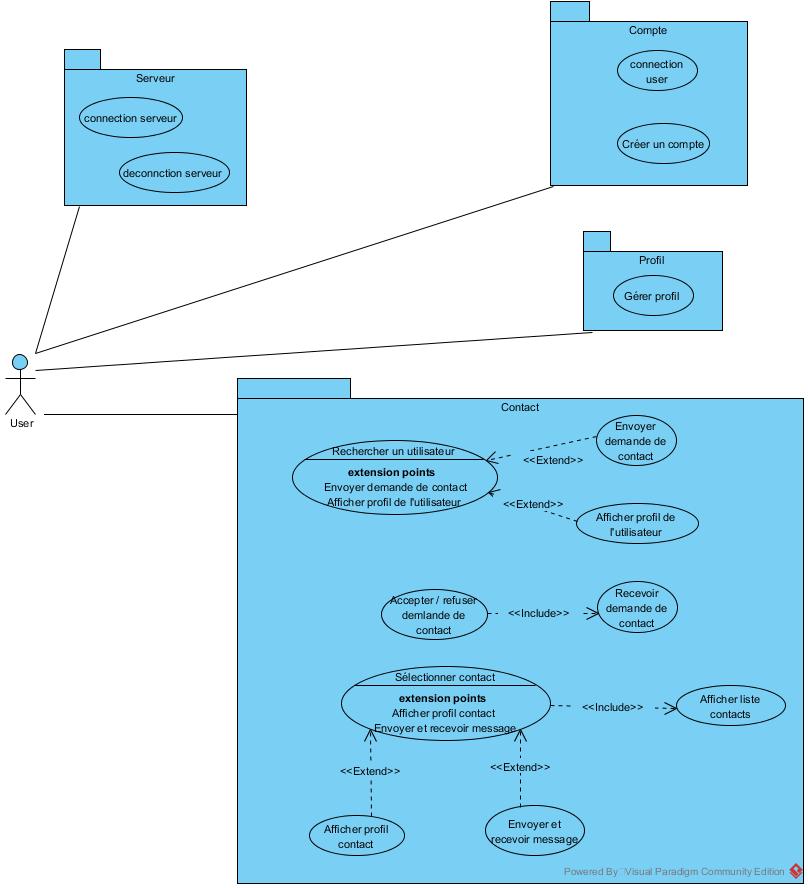 Compte
connection
user
Créer un compte
Serveur
connection serveur
deconnction serveur
Profil
Gérer profil
User
Contact
Rechercher un utilisateur
extension points
Envoyer demande de contact
Afficher profil de l'utilisateur
<<Extend>>
Envoyer
demande de
contact
<<Extend>>
Afficher profil de
l'utilisateur
Accepter / refuser
demlande de
contact
<<Include>>
Recevoir
demande de
contact
Sélectionner contact
extension points
Afficher profil contact
Envoyer et recevoir message
<<Include>>
Afficher liste
contacts
<<Extend>>
<<Extend>>
Afficher profil
contact
Envoyer et
recevoir message
Powered By Visual Paradigm Community Edition